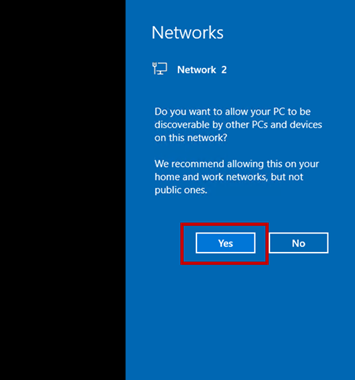 Networks
Network 2
Do you want to allow your PC to be
discoverable by other PCs and devices
on this network?
We recommend allowing this on your
home and work networks, but not
public ones.
Yes No